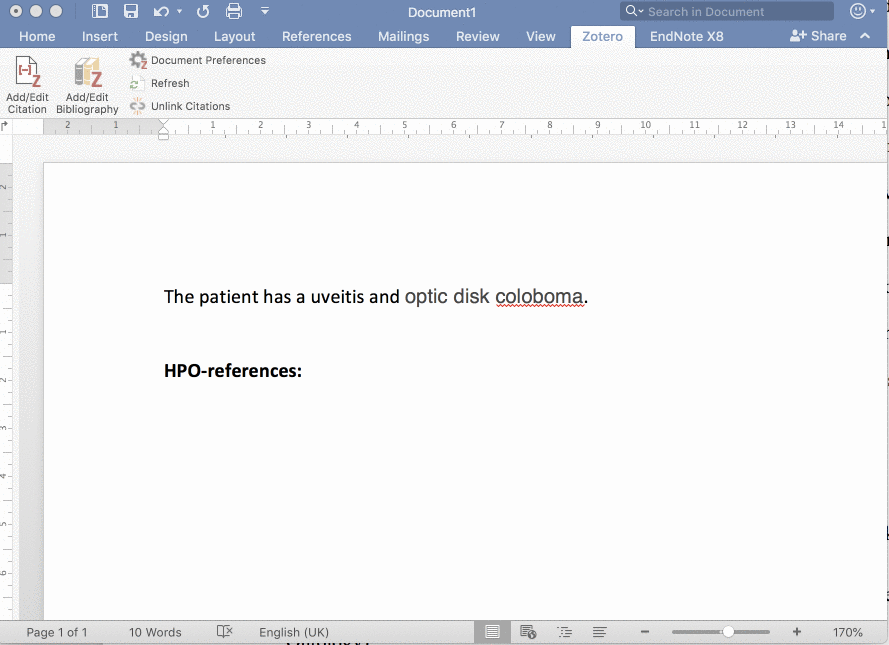 Document1
Search in Document
Home Insert Design Layout References Mailings Review View Zotero EndNote X8 Share
Add/Edit Citation
Add/Edit Bibliography
Document Preferences
Refresh
Unlink Citations
2 1 1 2 3 4 5 6 7 8 9 10 11 12 13 14
The patient has a uveitis and optic disk coloboma.
HPO-references:
Page 1 of 1 10 Words English (UK) 170%